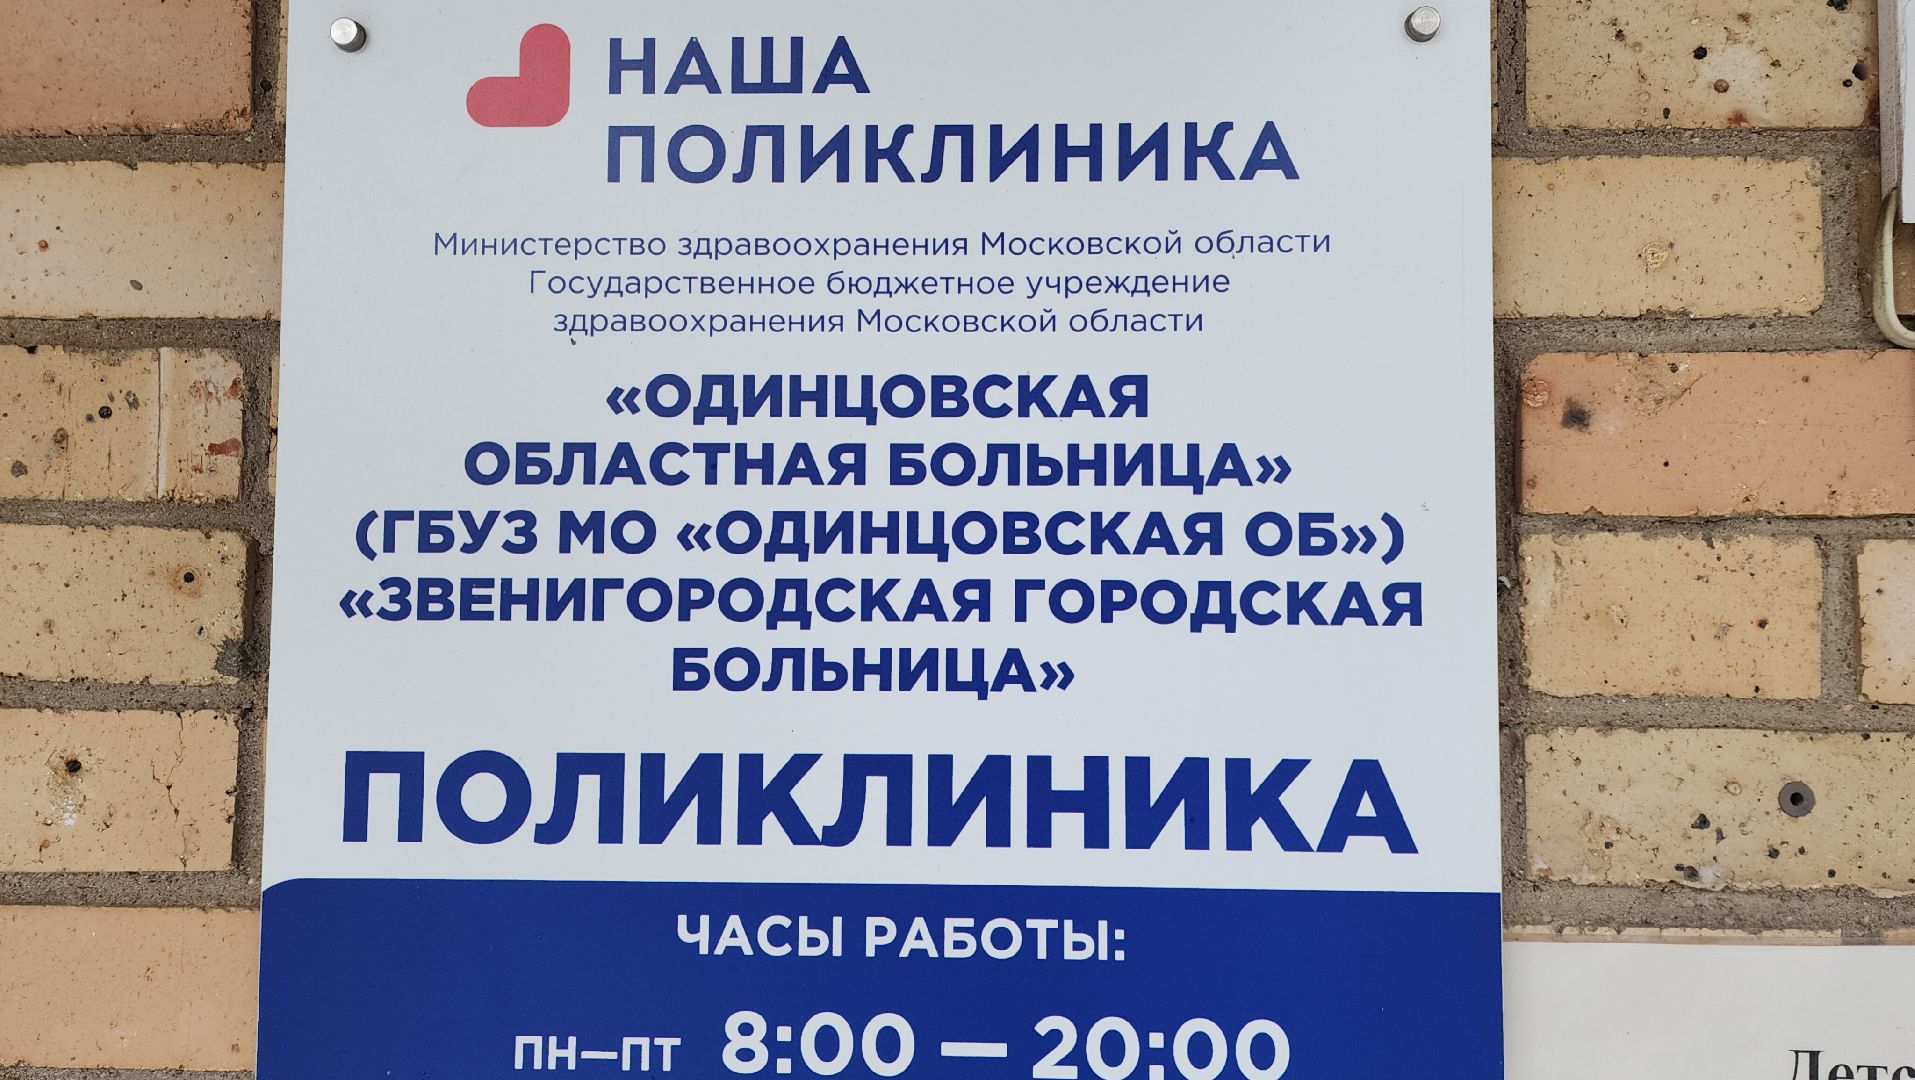 НАША
ПОЛИКЛИНИКА
Министерство здравоохранения Московской области
Государственное бюджетное учреждение
здравоохранения Московской области
«ОДИНЦОВСКАЯ
ОБЛАСТНАЯ БОЛЬНИЦА»
(ГБУЗ МО «ОДИНЦОВСКАЯ ОБ»)
«ЗВЕНИГОРОДСКАЯ ГОРОДСКАЯ
БОЛЬНИЦА»
ПОЛИКЛИНИКА
ЧАСЫ РАБОТЫ:
ПН–ПТ 8:00 — 20:00